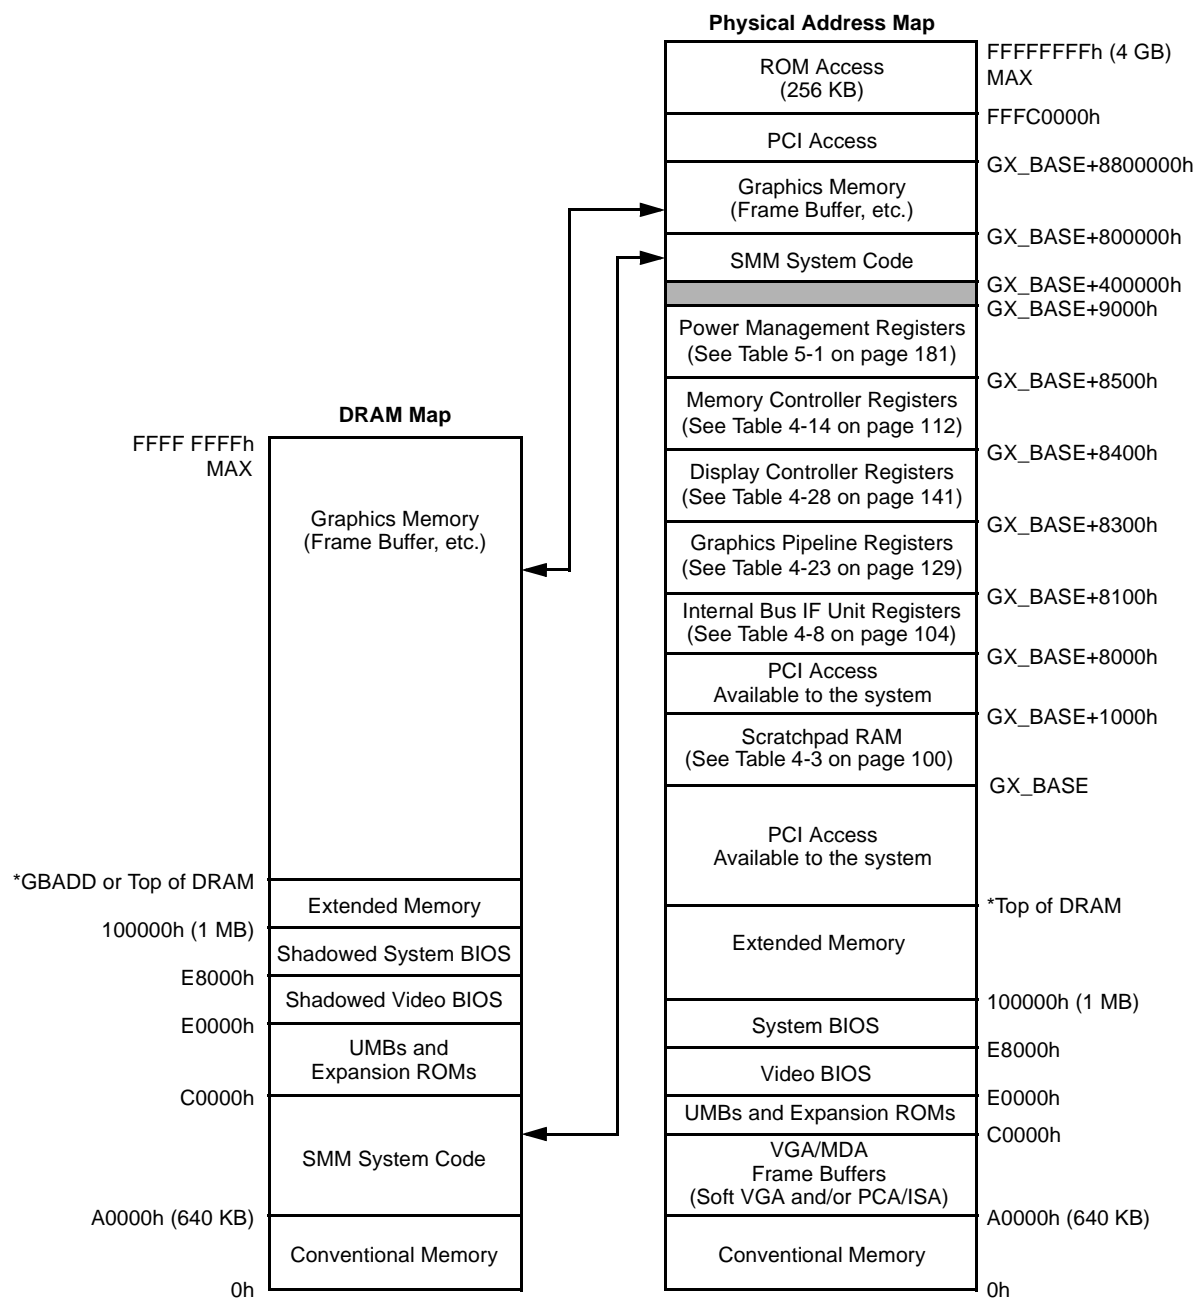 Physical Address Map
FFFFFFFFh (4 GB)
MAX
ROM Access
(256 KB)
FFFC0000h
PCI Access
GX_BASE+8800000h
Graphics Memory
(Frame Buffer, etc.)
GX_BASE+800000h
SMM System Code
GX_BASE+400000h
GX_BASE+9000h
Power Management Registers
(See Table 5-1 on page 181)
GX_BASE+8500h
Memory Controller Registers
(See Table 4-14 on page 112)
GX_BASE+8400h
Display Controller Registers
(See Table 4-28 on page 141)
GX_BASE+8300h
Graphics Pipeline Registers
(See Table 4-23 on page 129)
GX_BASE+8100h
Internal Bus IF Unit Registers
(See Table 4-8 on page 104)
GX_BASE+8000h
PCI Access
Available to the system
GX_BASE+1000h
Scratchpad RAM
(See Table 4-3 on page 100)
GX_BASE
PCI Access
Available to the system
*Top of DRAM
Extended Memory
100000h (1 MB)
System BIOS
E8000h
Video BIOS
E0000h
UMBs and Expansion ROMs
C0000h
VGA/MDA
Frame Buffers
(Soft VGA and/or PCA/ISA)
A0000h (640 KB)
Conventional Memory
0h
DRAM Map
FFFF FFFFh
MAX
Graphics Memory
(Frame Buffer, etc.)
*GBADD or Top of DRAM
Extended Memory
100000h (1 MB)
Shadowed System BIOS
E8000h
Shadowed Video BIOS
E0000h
UMBs and
Expansion ROMs
C0000h
SMM System Code
A0000h (640 KB)
Conventional Memory
0h